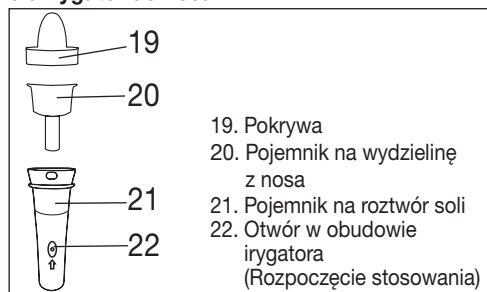 19
20
21
22
19. Pokrywa
20. Pojemnik na wydzielinę
z nosa
21. Pojemnik na roztwór soli
22. Otwór w obudowie
irygatora
(Rozpoczęcie stosowania)